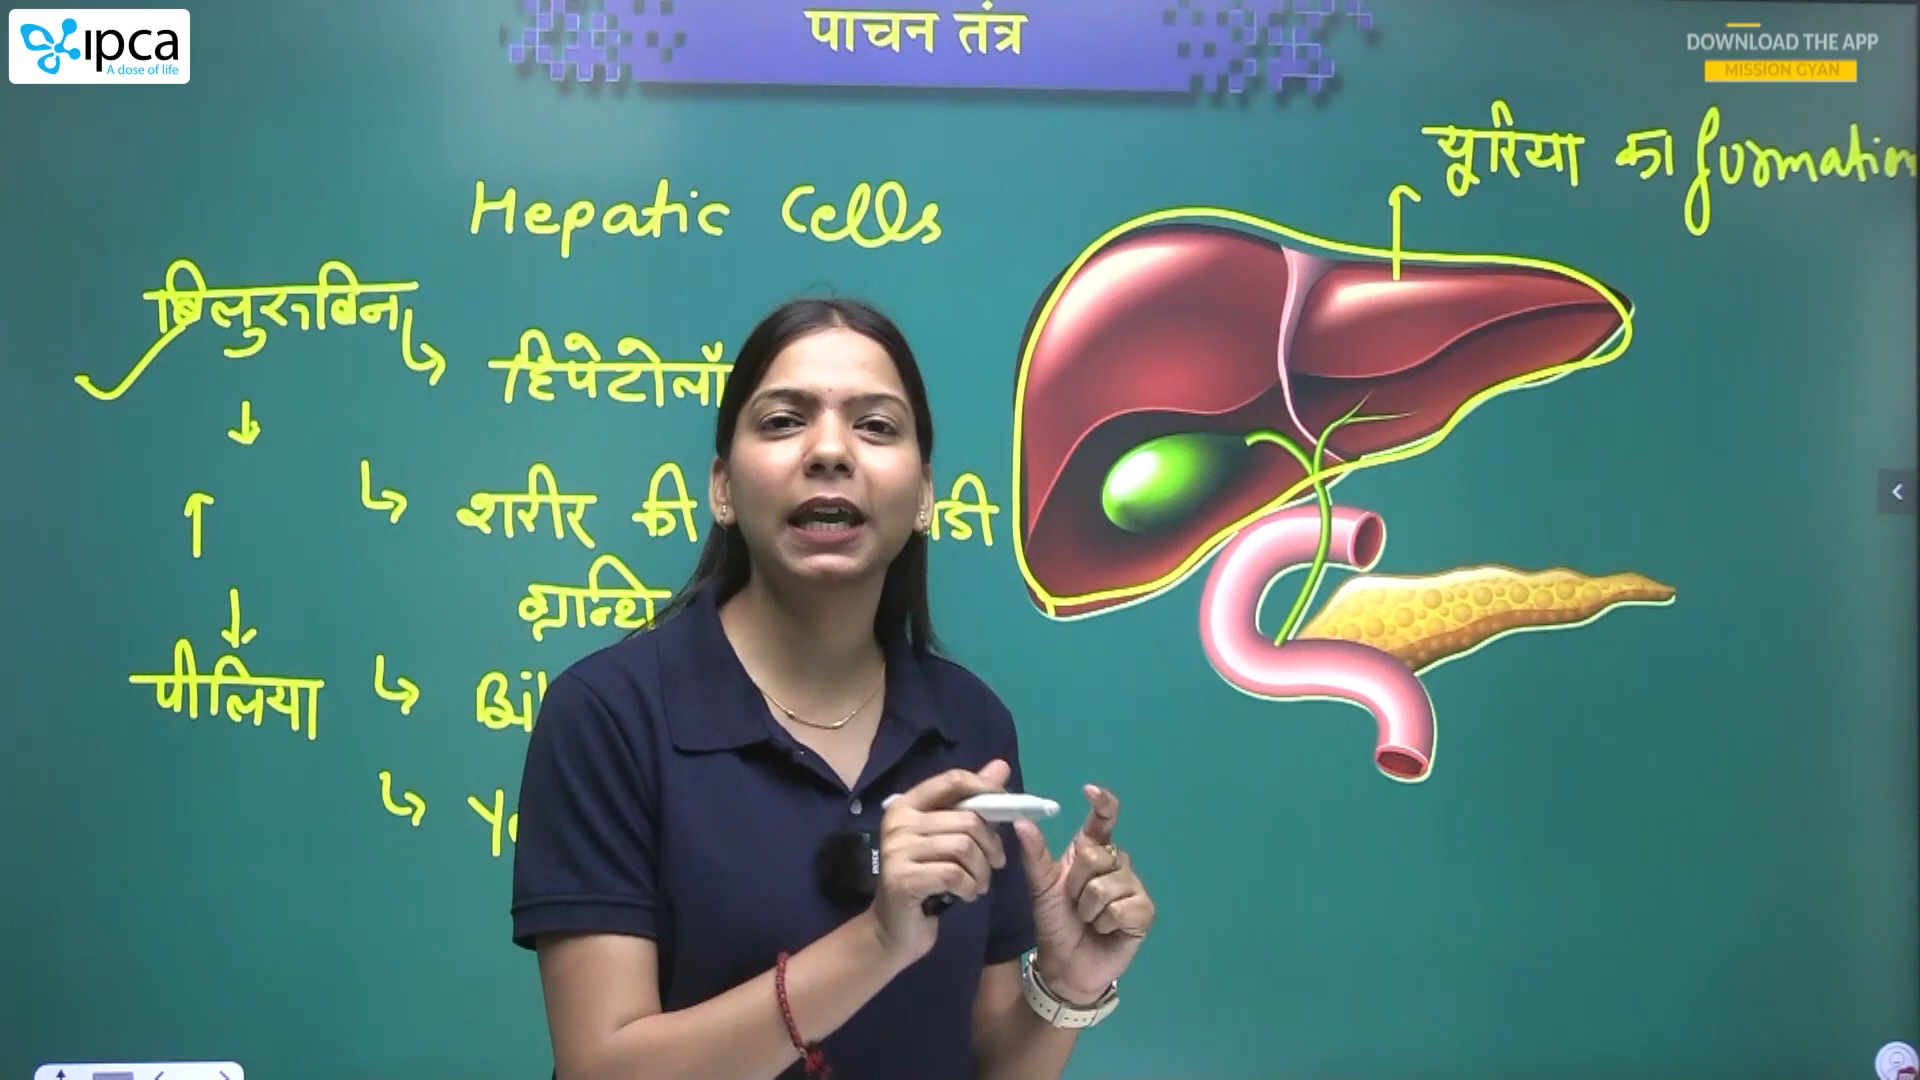 ipca
A dose of life
पाचन तंत्र
DOWNLOAD THE APP
MISSION GYAN
यूरिया का formation
Hepatic Cells
बिलुरूबिन
हिपेटोलॉ
शरीर की
ग्रन्थि
पीलिया